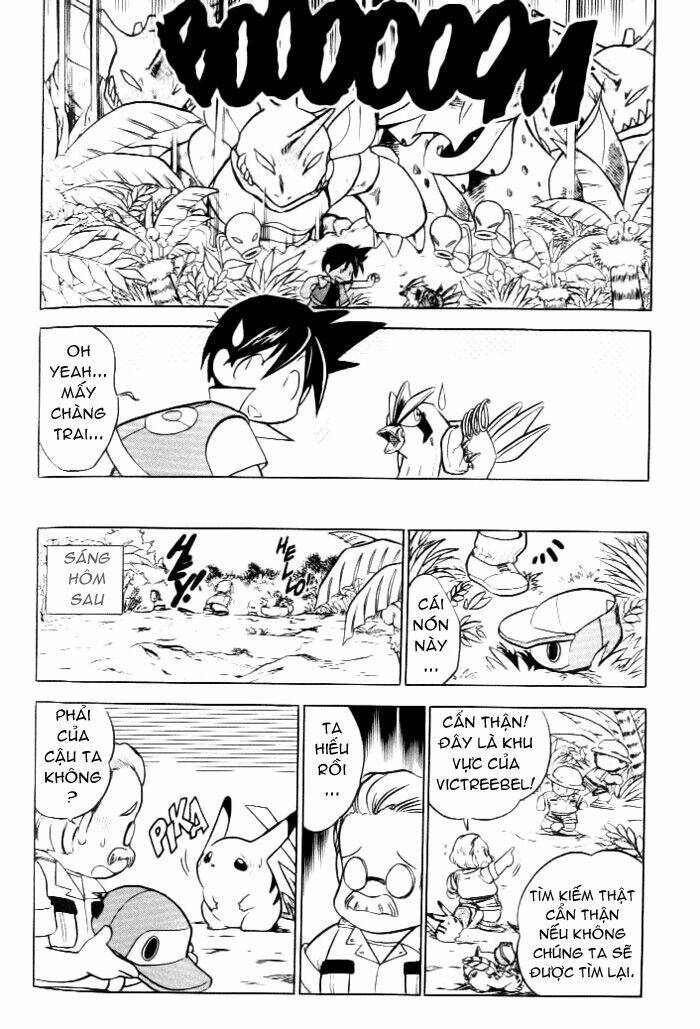 BOOOOOOM
OH
YEAH...
MẤY
CHÀNG
TRAI...
SÁNG
HÔM
SAU
HEY!!
HELLO!
CÁI
NÓN
NÀY
...
PHẢI
CỦA
CẬU TA
KHÔNG
?
PIKA
TA
HIỂU
RỒI
...
CẨN THẬN!
ĐÂY LÀ KHU
VỰC CỦA
VICTREEBEL!
TÌM KIẾM THẬT
CẨN THẬN
NẾU KHÔNG
CHÚNG TA SẼ
ĐƯỢC TÌM LẠI.